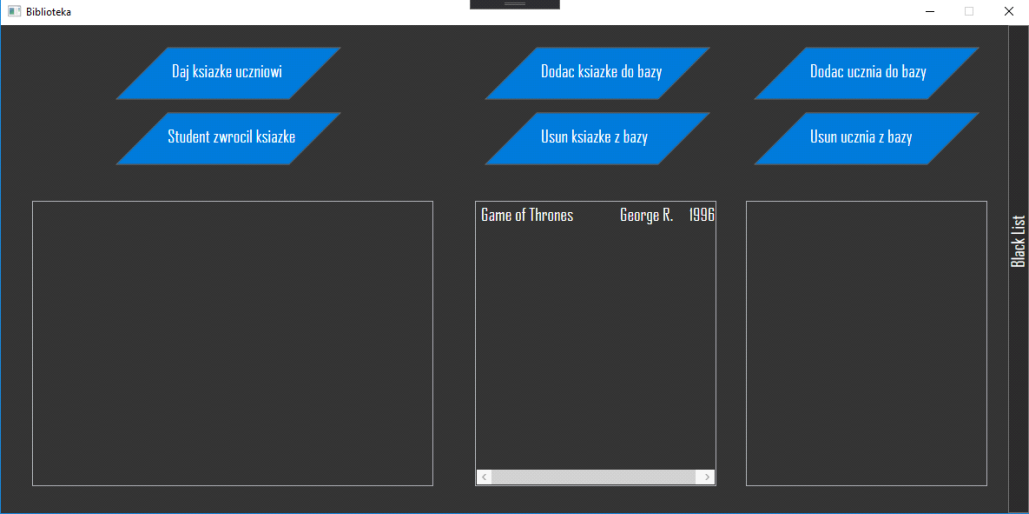 Biblioteka
Daj ksiazke uczniowi
Dodac ksiazke do bazy
Dodac ucznia do bazy
Student zwrocil ksiazke
Usun ksiazke z bazy
Usun ucznia z bazy
Game of Thrones George R. 1996
Black List